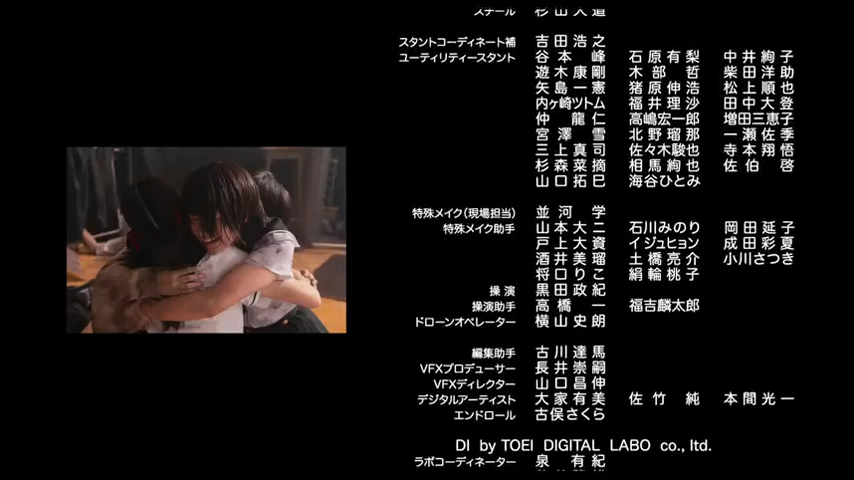 スチール 杉山大道
スタントコーディネート補 吉田浩之
ユーティリティースタント 谷本 峰 石原有梨 中井絢子
遊木康剛 木部 哲 柴田洋助
矢島一憲 猪原伸浩 松上順也
内ヶ崎ツトム 福井理沙 田中大登
仲 龍仁 高嶋宏一郎 増田三恵子
宮澤 雪 北野瑠那 一瀬佐季
三上真司 佐々木駿也 寺本翔悟
杉森菜摘 相馬絢也 佐伯 啓
山口拓巳 海谷ひとみ
特殊メイク(現場担当) 並河 学
特殊メイク助手 山本大二 石川みのり 岡田延子
戸上大資 イジュヒョン 成田彩夏
酒井美瑠 土橋亮介 小川さつき
将口りこ 絹輪桃子
操演 黒田政紀
操演助手 高橋 一 福吉麟太郎
ドローンオペレーター 横山史朗
編集助手 古川達馬
VFXプロデューサー 長井崇嗣
VFXディレクター 山口昌伸
デジタルアーティスト 大家有美 佐竹 純 本間光一
エンドロール 古俣さくら
DI by TOEI DIGITAL LABO co., ltd.
ラボコーディネーター 泉 有紀